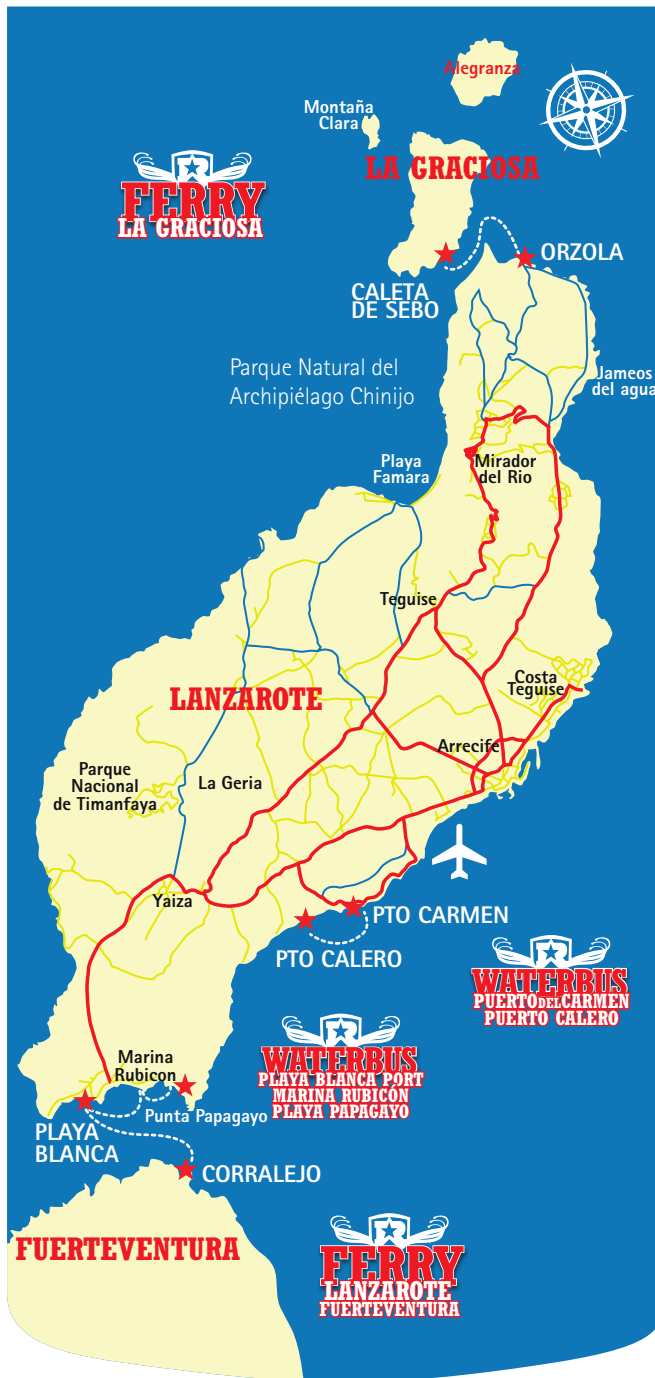 Alegranza
Montaña
Clara
LA GRACIOSA
FERRY
LA GRACIOSA
ORZOLA
CALETA
DE SEBO
Parque Natural del
Archipiélago Chinijo
Jameos
del agua
Playa
Famara
Mirador
del Rio
Teguise
Costa
Teguise
LANZAROTE
Arrecife
Parque
Nacional
de Timanfaya
La Geria
Yaiza
PTO CARMEN
PTO CALERO
WATERBUS
PUERTO DEL CARMEN
PUERTO CALERO
WATERBUS
PLAYA BLANCA PORT
MARINA RUBICÓN
PLAYA PAPAGAYO
Marina
Rubicon
Punta Papagayo
PLAYA
BLANCA
CORRALEJO
FUERTEVENTURA
FERRY
LANZAROTE
FUERTEVENTURA